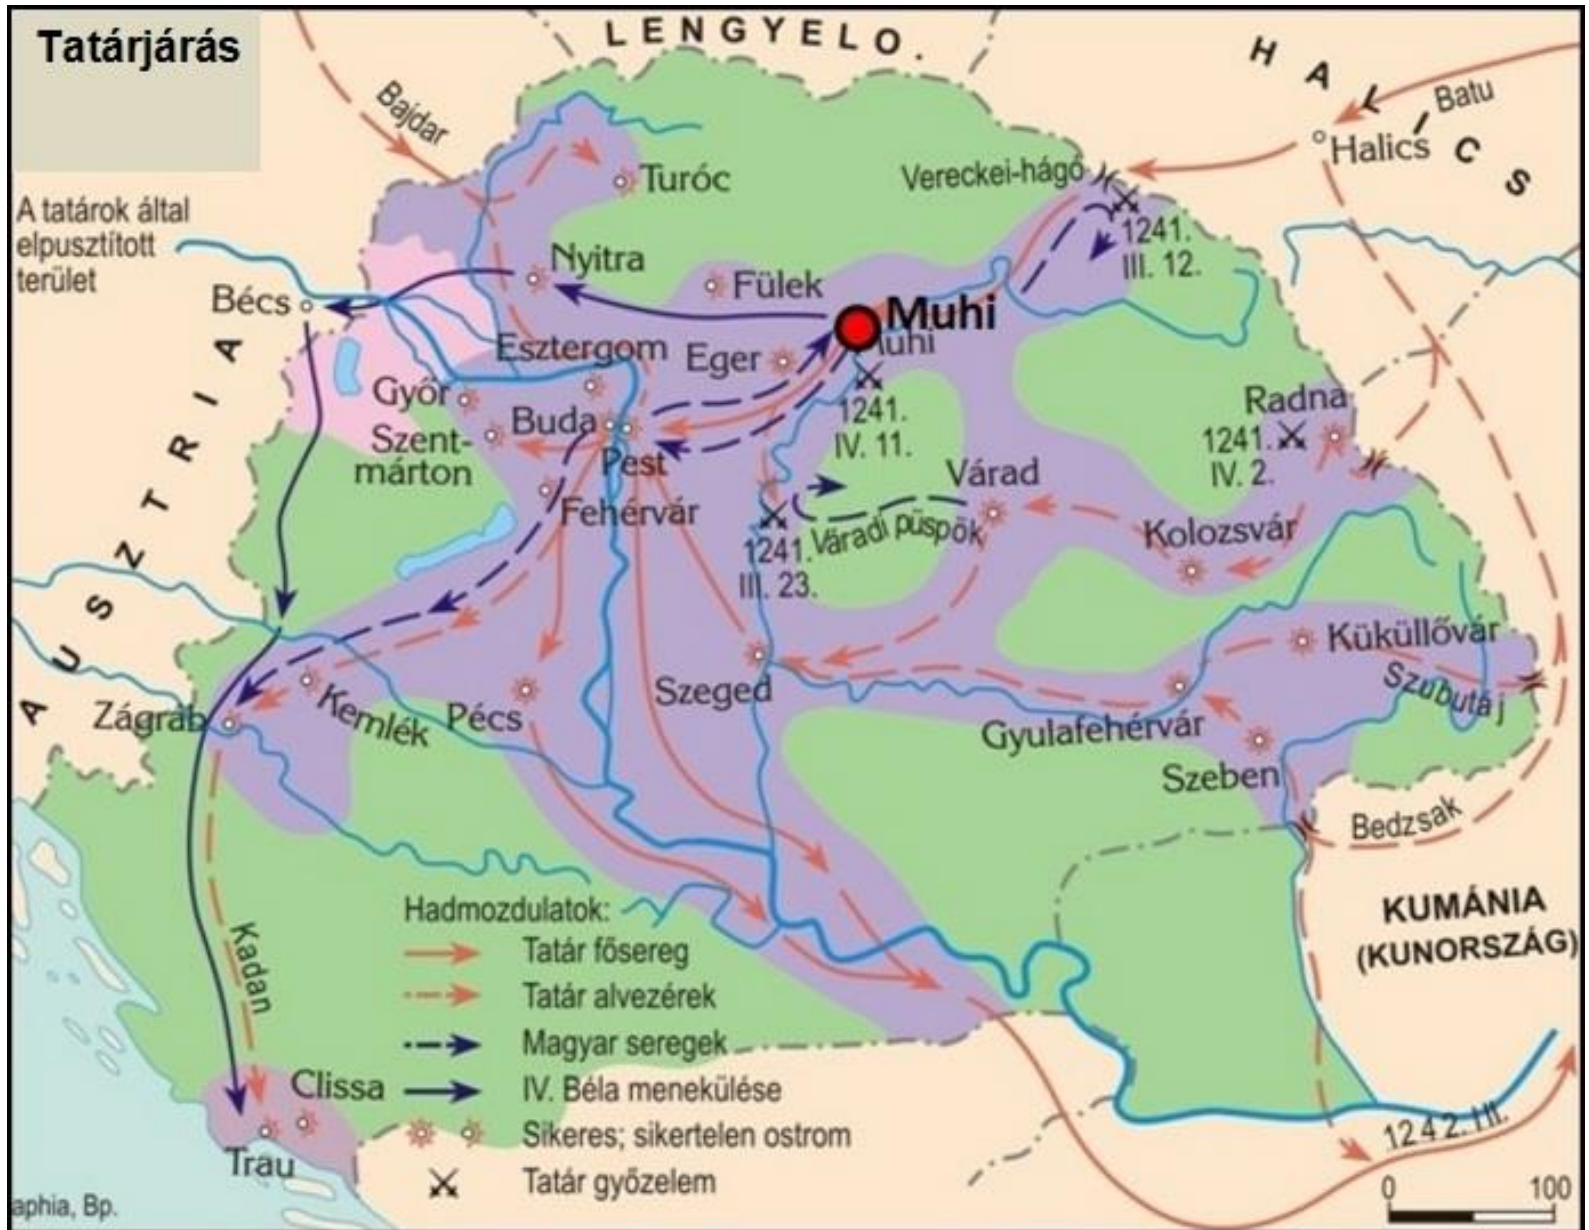 Tatárjárás
LENGYELO.
HALICS
Bajdar
Batu
Halics
Turóc
Vereckei-hágó
A tatárok által
elpusztított
terület
1241.
III. 12.
Nyitra
Fülek
Bécs
Muhi
Muhi
Esztergom
Eger
Győr
Buda
1241.
IV. 11.
Radna
1241.
IV. 2.
Szent-
márton
Pest
Várad
Fehérvár
Váradi püspök
Kolozsvár
1241.
III. 23.
AUSZTRIA
Küküllővár
Szubutáj
Szeged
Zágráb
Kemlék
Pécs
Gyulafehérvár
Szeben
Bedzsak
KUMÁNIA
(KUNORSZÁG)
Kadan
Hadmozdulatok:
Tatár fősereg
Tatár alvezérek
Magyar seregek
IV. Béla menekülése
Sikeres; sikertelen ostrom
Tatár győzelem
Clissa
Trau
1242. III.
aphia, Bp.
0 100